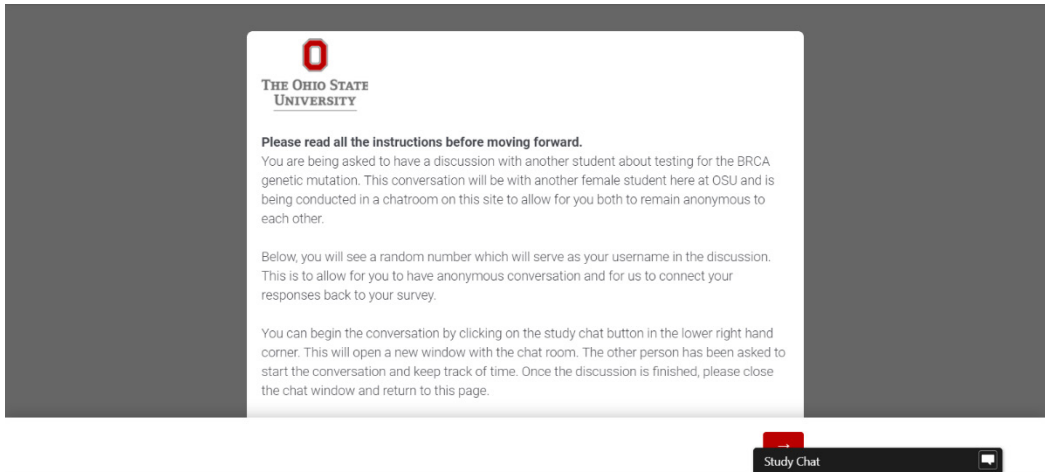 THE OHIO STATE
UNIVERSITY
Please read all the instructions before moving forward.
You are being asked to have a discussion with another student about testing for the BRCA
genetic mutation. This conversation will be with another female student here at OSU and is
being conducted in a chatroom on this site to allow for you both to remain anonymous to
each other.
Below, you will see a random number which will serve as your username in the discussion.
This is to allow for you to have anonymous conversation and for us to connect your
responses back to your survey.
You can begin the conversation by clicking on the study chat button in the lower right hand
corner. This will open a new window with the chat room. The other person has been asked to
start the conversation and keep track of time. Once the discussion is finished, please close
the chat window and return to this page.
→
Study Chat